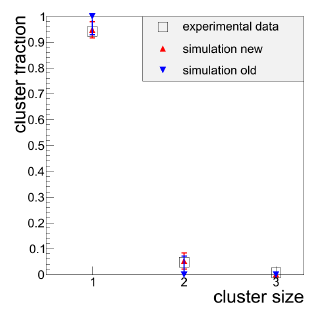 cluster fraction
1
0.9
0.8
0.7
0.6
0.5
0.4
0.3
0.2
0.1
0
experimental data
simulation new
simulation old
1 2 3
cluster size